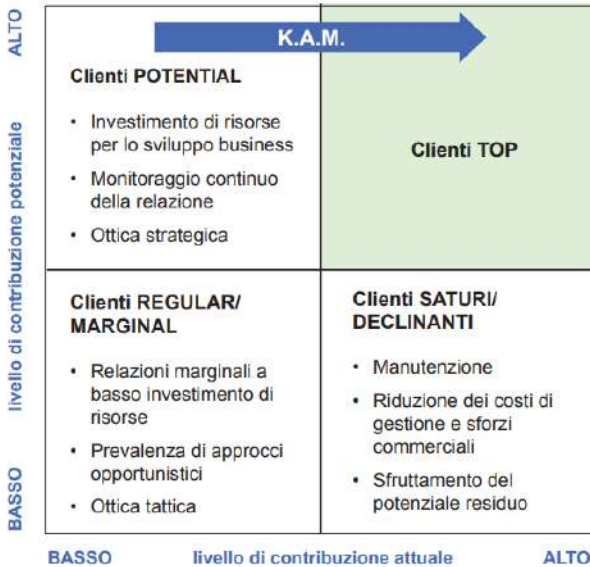 ALTO
livello di contribuzione potenziale
BASSO
K.A.M.
Clienti POTENTIAL
• Investimento di risorse
per lo sviluppo business
• Monitoraggio continuo
della relazione
• Ottica strategica
Clienti TOP
Clienti REGULAR/
MARGINAL
• Relazioni marginali a
basso investimento di
risorse
• Prevalenza di approcci
opportunistici
• Ottica tattica
Clienti SATURI/
DECLINANTI
• Manutenzione
• Riduzione dei costi di
gestione e sforzi
commerciali
• Sfruttamento del
potenziale residuo
BASSO livello di contribuzione attuale ALTO